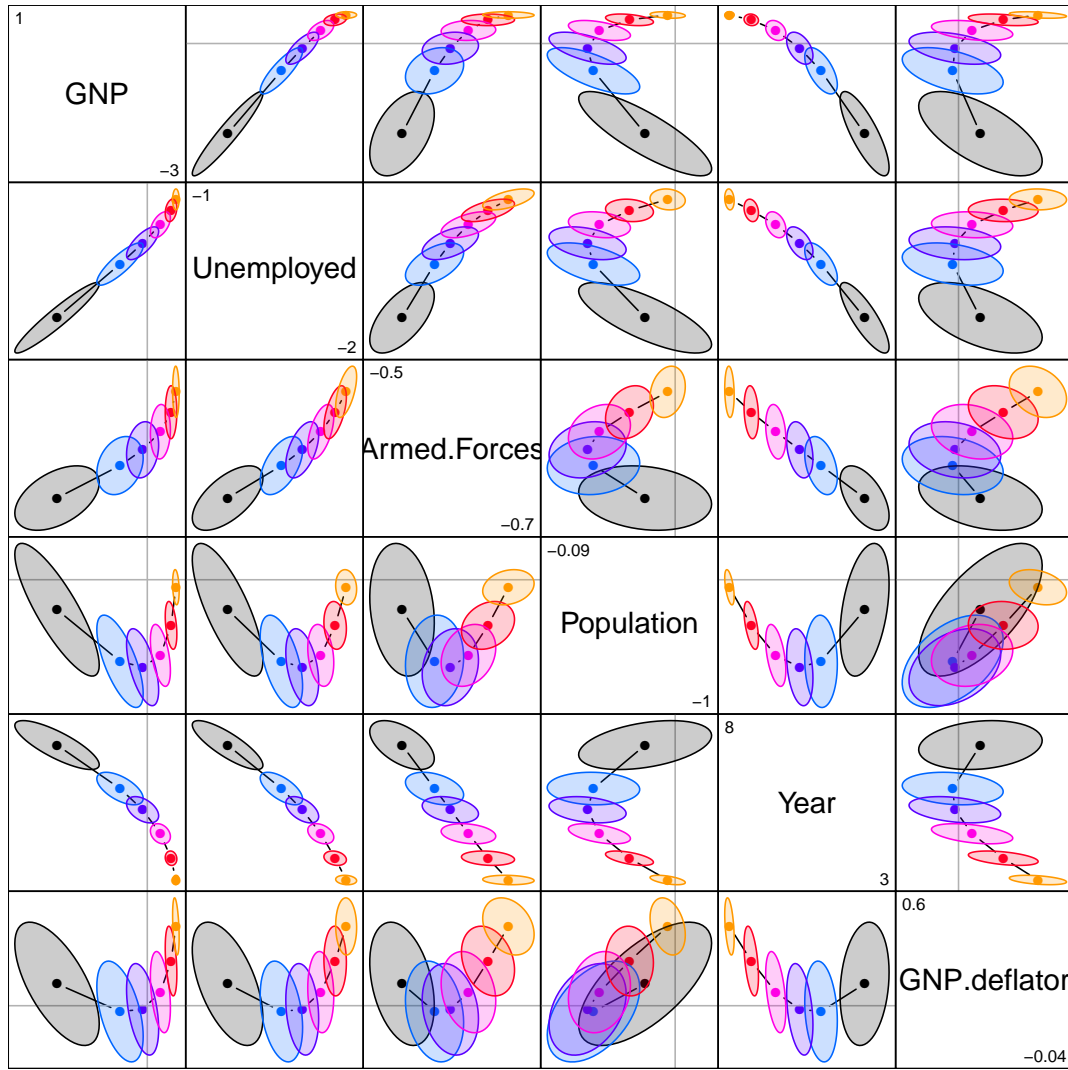 1
GNP
−3
−1
Unemployed
−2
−0.5
Armed.Forces
−0.7
−0.09
Population
−1
8
Year
3
0.6
GNP.deflator
−0.04